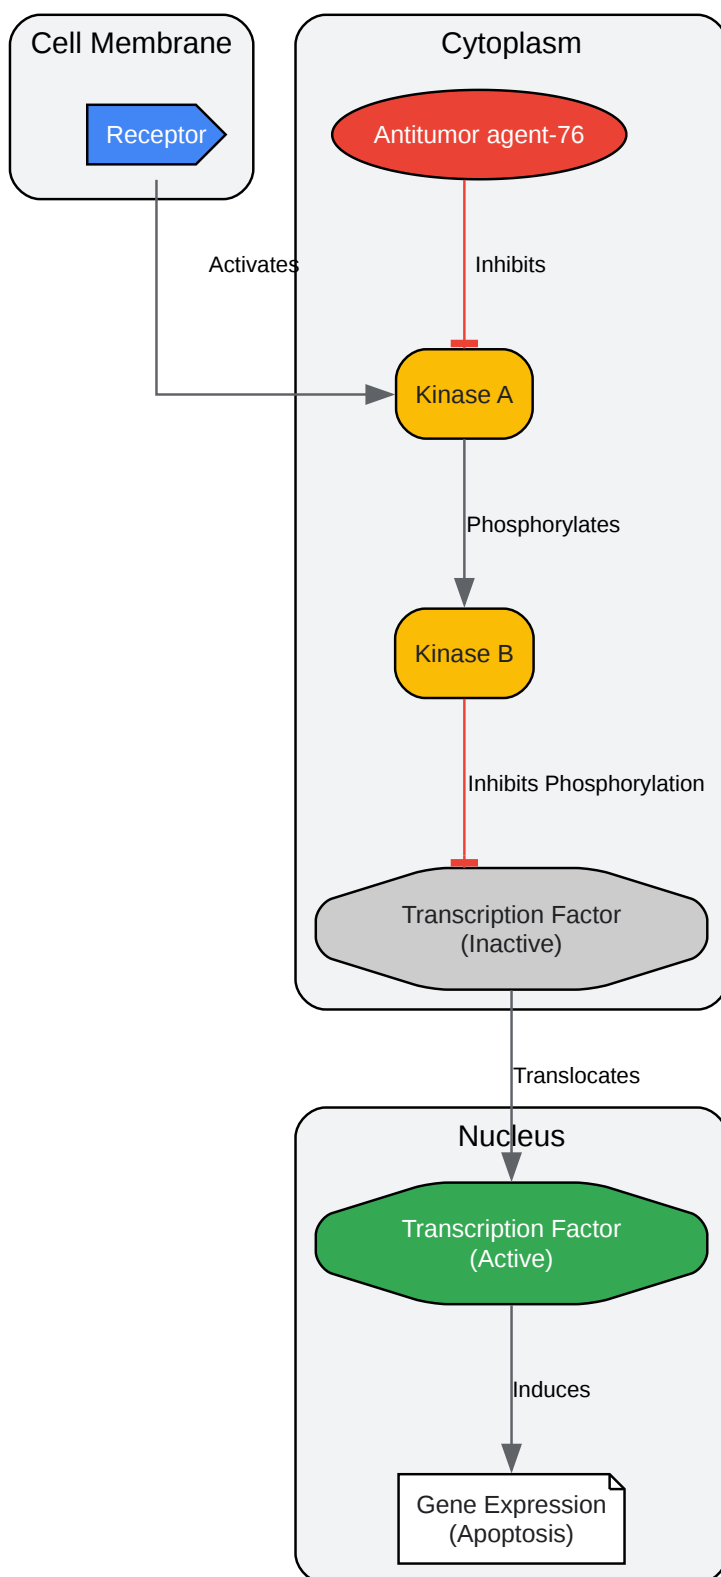 Cell Membrane
Cytoplasm
Receptor
Antitumor agent-76
Activates
Inhibits
Kinase A
Phosphorylates
Kinase B
Inhibits Phosphorylation
Transcription Factor
(Inactive)
Translocates
Nucleus
Transcription Factor
(Active)
Induces
Gene Expression
(Apoptosis)